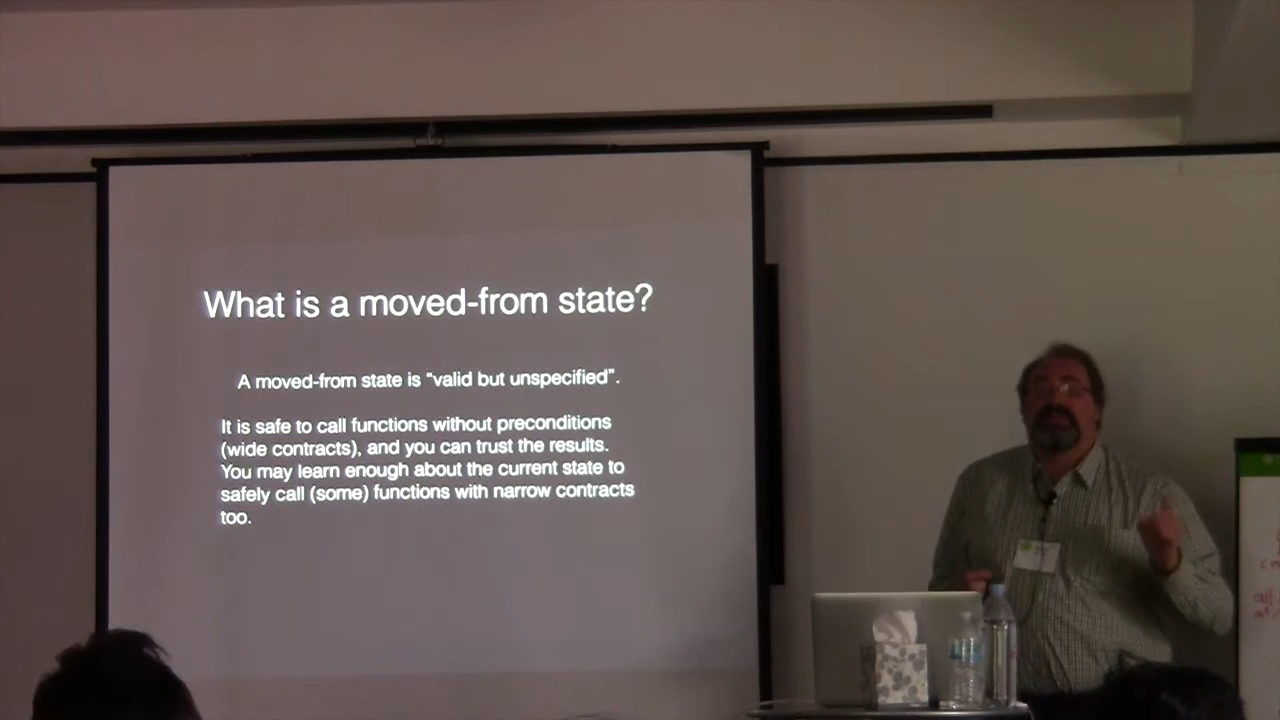 What is a moved-from state?
A moved-from state is “valid but unspecified”.
It is safe to call functions without preconditions
(wide contracts), and you can trust the results.
You may learn enough about the current state to
safely call (some) functions with narrow contracts
too.